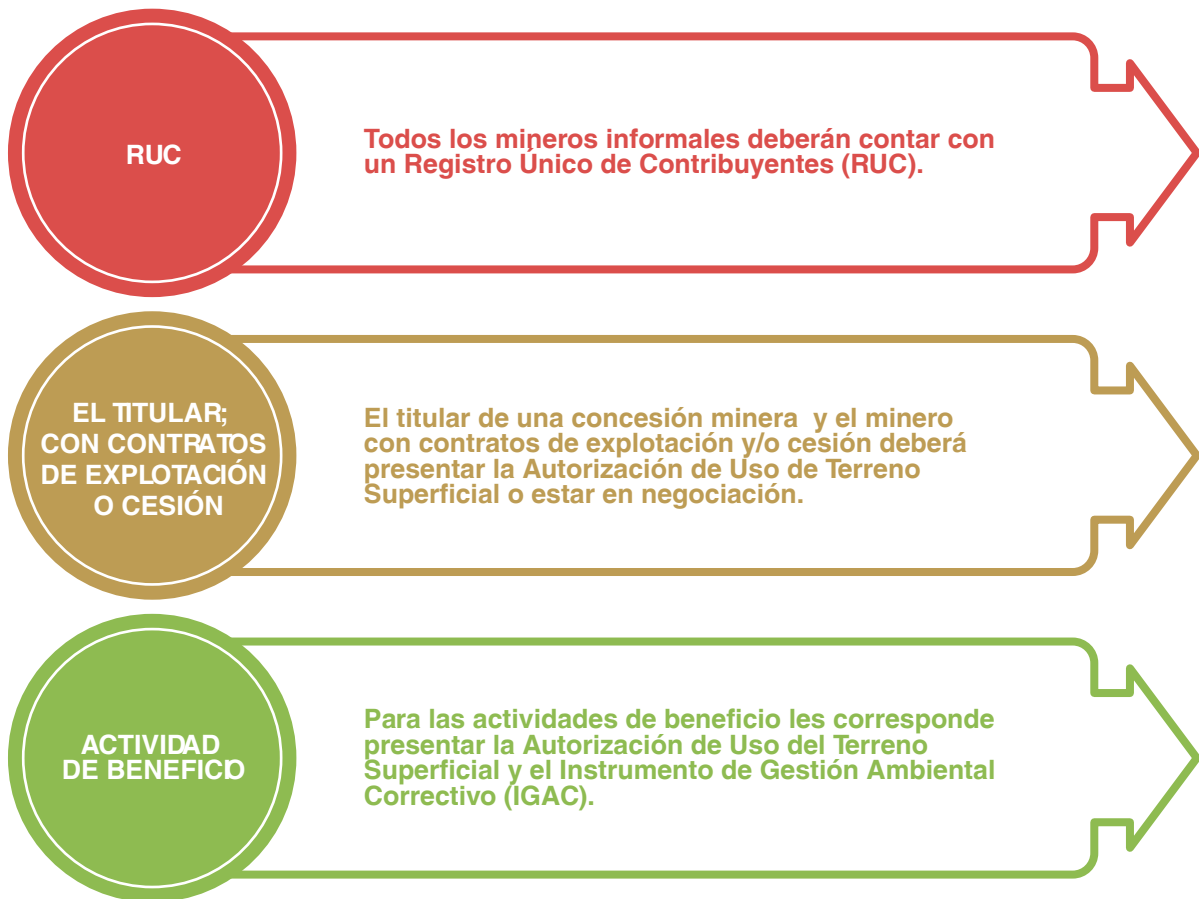 RUC
Todos los mineros informales deberán contar con
un Registro Único de Contribuyentes (RUC).
EL TITULAR;
CON CONTRATOS
DE EXPLOTACIÓN
O CESIÓN
El titular de una concesión minera y el minero
con contratos de explotación y/o cesión deberá
presentar la Autorización de Uso de Terreno
Superficial o estar en negociación.
ACTIVIDAD
DE BENEFICIO
Para las actividades de beneficio les corresponde
presentar la Autorización de Uso del Terreno
Superficial y el Instrumento de Gestión Ambiental
Correctivo (IGAC).